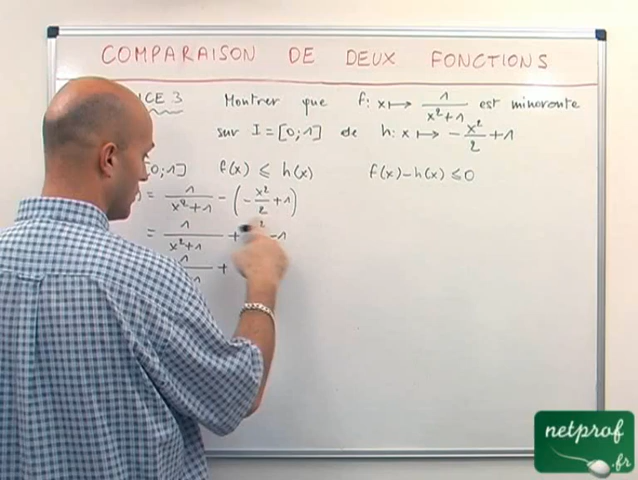 COMPARAISON DE DEUX FONCTIONS
3 Montrer que f: x ⟼ 1/(x²+1) est minorante
sur I = [0;1] de h: x ⟼ -x²/2 + 1
[0;1] f(x) ≤ h(x) f(x)-h(x) ≤ 0
= 1/(x²+1) - (-x²/2 + 1)
= 1/(x²+1) + -1
+
netprof
.fr